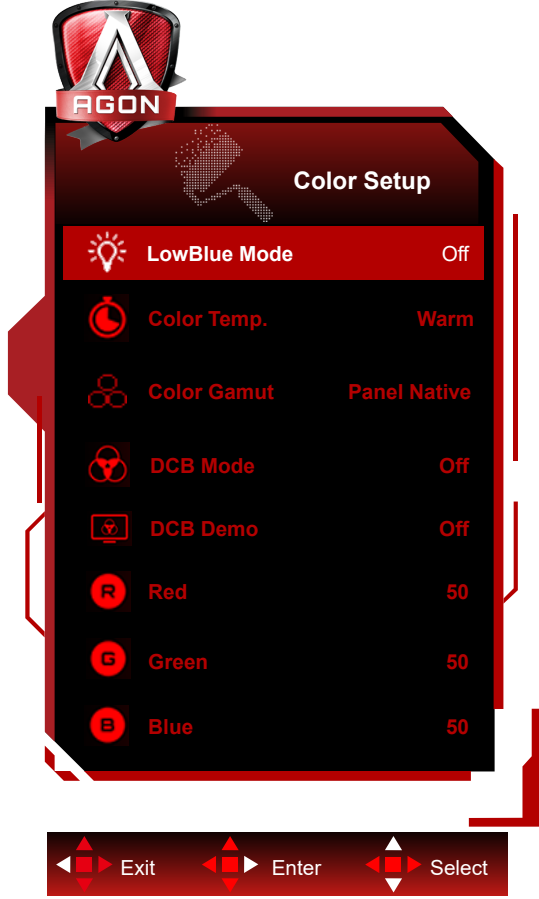 AGON
Color Setup
LowBlue Mode Off
Color Temp. Warm
Color Gamut Panel Native
DCB Mode Off
DCB Demo Off
R Red 50
G Green 50
B Blue 50
Exit Enter Select